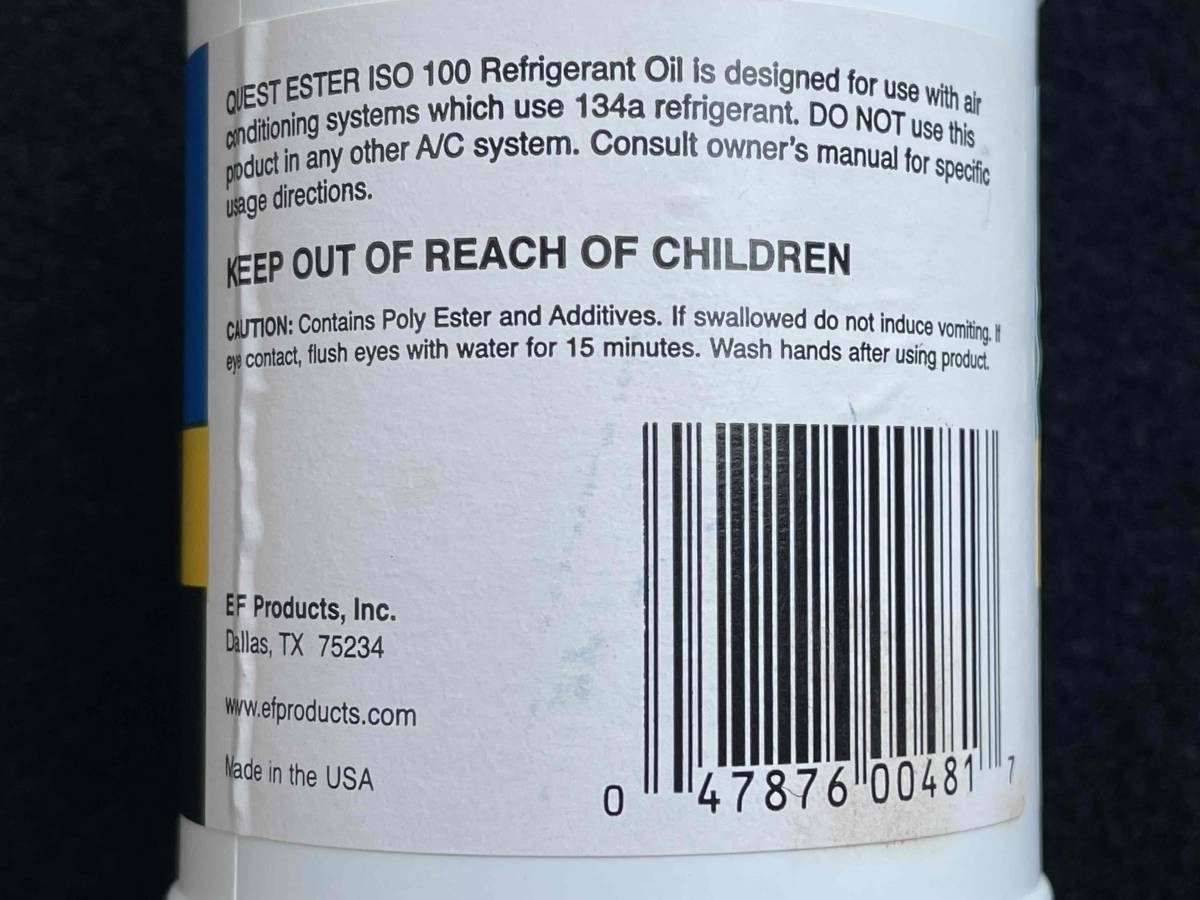 QUEST ESTER ISO 100 Refrigerant Oil is designed for use with air
conditioning systems which use 134a refrigerant. DO NOT use this
product in any other A/C system. Consult owner's manual for specific
usage directions.
KEEP OUT OF REACH OF CHILDREN
CAUTION: Contains Poly Ester and Additives. If swallowed do not induce vomiting. If
eye contact, flush eyes with water for 15 minutes. Wash hands after using product.
EF Products, Inc.
Dallas, TX 75234
www.efproducts.com
Made in the USA
0 47876 00481 7